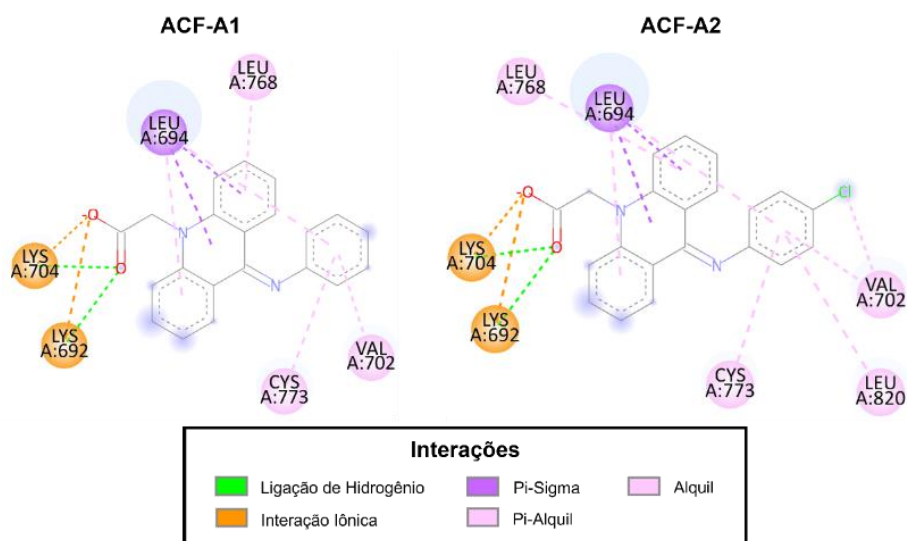 ACF-A1
LEU
A:768
LEU
A:694
N
O
O
LYS
A:704
LYS
A:692
N
CYS
A:773
VAL
A:702
ACF-A2
LEU
A:768
LEU
A:694
Cl
N
O
O
LYS
A:704
LYS
A:692
N
VAL
A:702
CYS
A:773
LEU
A:820
Interações
Ligação de Hidrogênio
Pi-Sigma
Alquil
Interação Iônica
Pi-Alquil